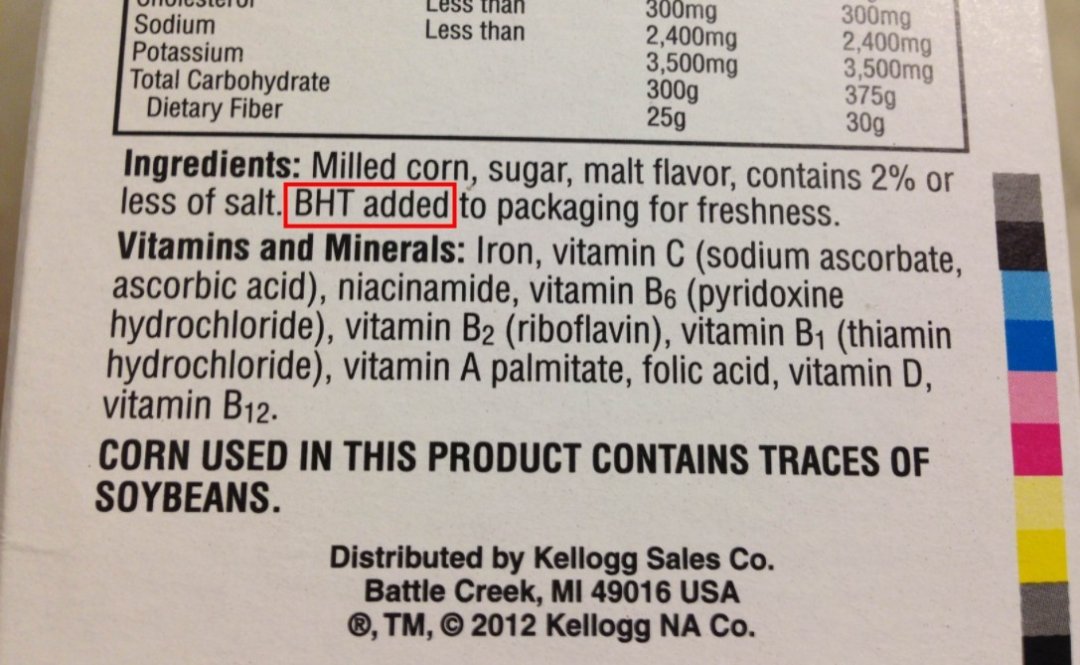 Cholesterol Less than 300mg 300mg
Sodium Less than 2,400mg 2,400mg
Potassium 3,500mg 3,500mg
Total Carbohydrate 300g 375g
Dietary Fiber 25g 30g
Ingredients: Milled corn, sugar, malt flavor, contains 2% or
less of salt. BHT added to packaging for freshness.
Vitamins and Minerals: Iron, vitamin C (sodium ascorbate,
ascorbic acid), niacinamide, vitamin B6 (pyridoxine
hydrochloride), vitamin B2 (riboflavin), vitamin B1 (thiamin
hydrochloride), vitamin A palmitate, folic acid, vitamin D,
vitamin B12.
CORN USED IN THIS PRODUCT CONTAINS TRACES OF
SOYBEANS.
Distributed by Kellogg Sales Co.
Battle Creek, MI 49016 USA
®, TM, © 2012 Kellogg NA Co.